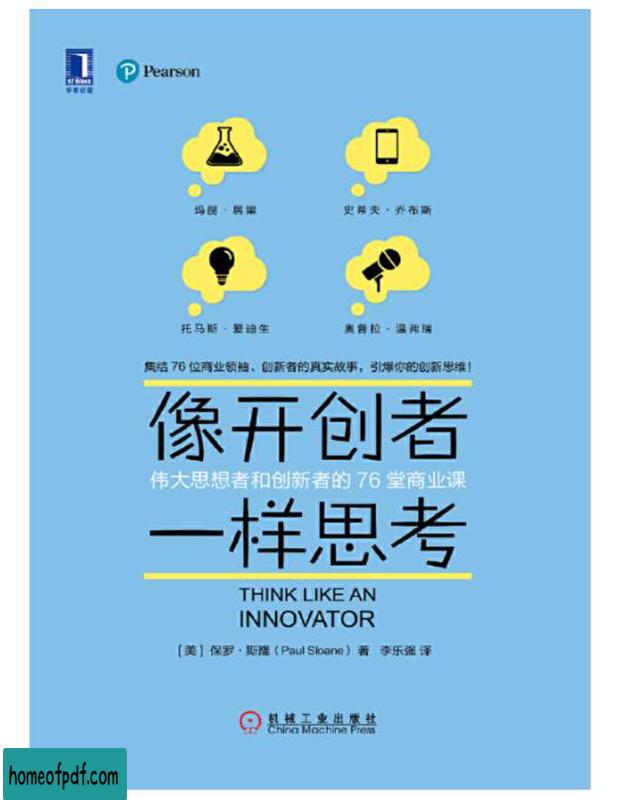 Pearson
华章经管
玛丽·居里
史蒂夫·乔布斯
托马斯·爱迪生
奥普拉·温弗瑞
集结76位商业领袖、创新者的真实故事，引爆你的创新思维！
像开创者
伟大思想者和创新者的76堂商业课
一样思考
THINK LIKE AN
INNOVATOR
［美］保罗·斯隆（Paul Sloane）著 李乐强 译
机械工业出版社
China Machine Press
homeofpdf.com